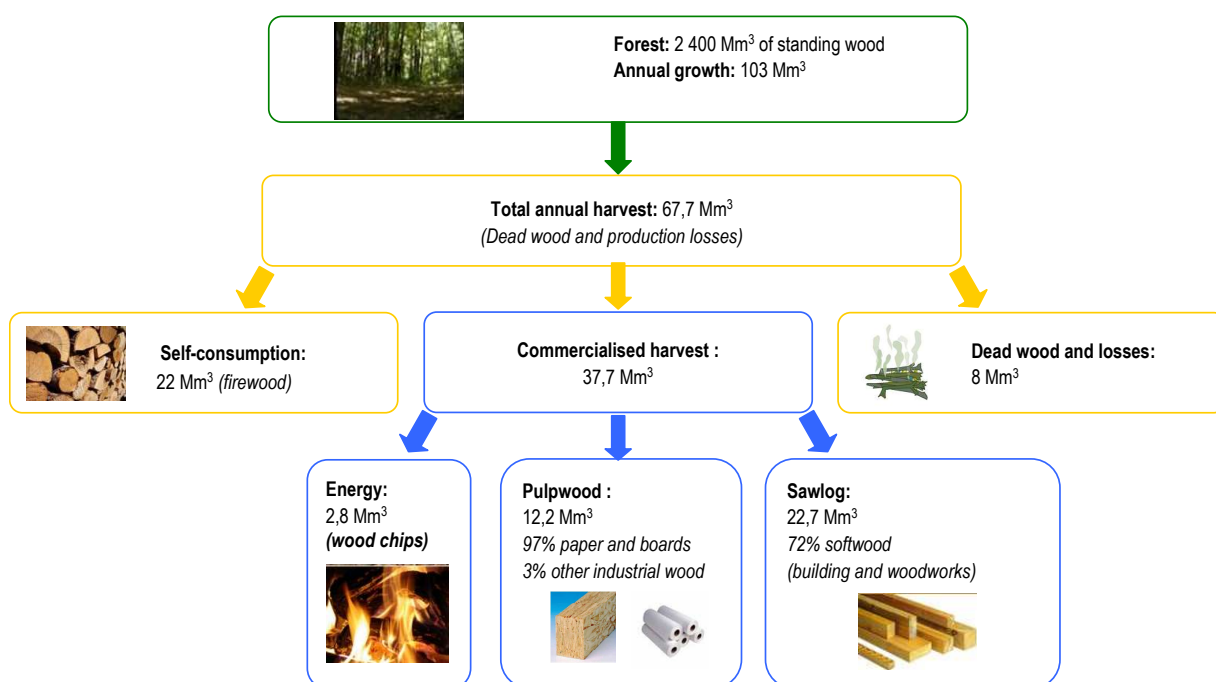 Forest: 2 400 Mm³ of standing wood
Annual growth: 103 Mm³
Total annual harvest: 67,7 Mm³
(Dead wood and production losses)
Self-consumption:
22 Mm³ (firewood)
Commercialised harvest :
37,7 Mm³
Dead wood and losses:
8 Mm³
Energy:
2,8 Mm³
(wood chips)
Pulpwood :
12,2 Mm³
97% paper and boards
3% other industrial wood
Sawlog:
22,7 Mm³
72% softwood
(building and woodworks)